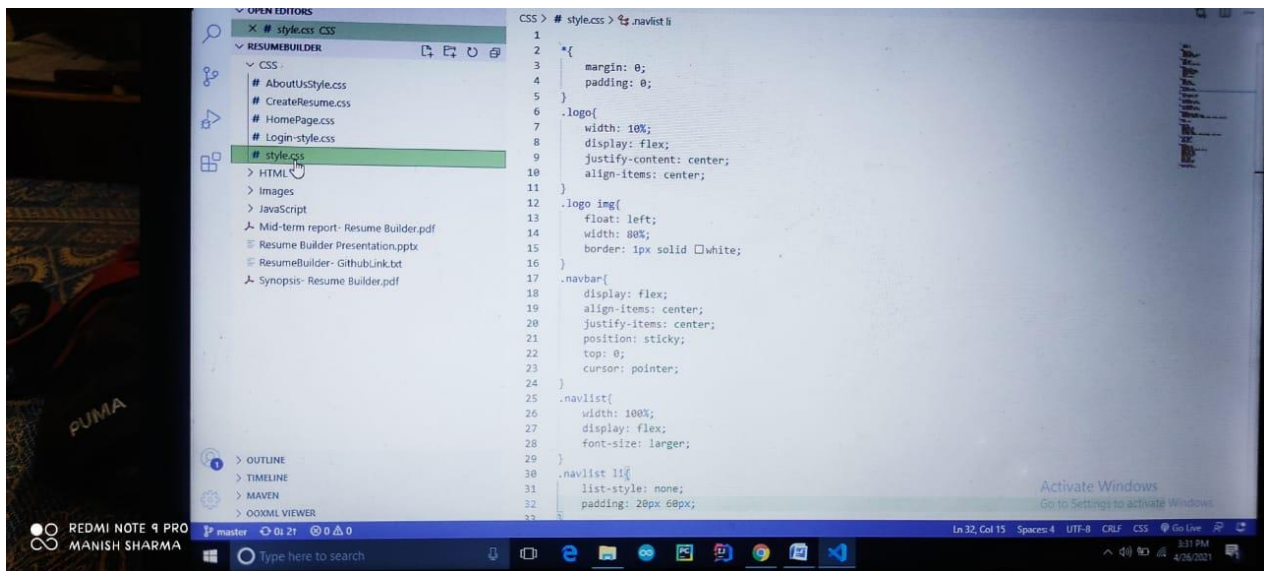 OPEN EDITORS
× # style.css CSS
RESUMEBUILDER
CSS
# AboutUsStyle.css
# CreateResume.css
# HomePage.css
# Login-style.css
# style.css
HTML
Images
JavaScript
Mid-term report- Resume Builder.pdf
Resume Builder Presentation.pptx
ResumeBuilder- GithubLink.txt
Synopsis- Resume Builder.pdf
OUTLINE
TIMELINE
MAVEN
OOXML VIEWER
CSS > # style.css > .navlist li
1
2 *{
3 margin: 0;
4 padding: 0;
5 }
6 .logo{
7 width: 10%;
8 display: flex;
9 justify-content: center;
10 align-items: center;
11 }
12 .logo img{
13 float: left;
14 width: 80%;
15 border: 1px solid white;
16 }
17 .navbar{
18 display: flex;
19 align-items: center;
20 justify-items: center;
21 position: sticky;
22 top: 0;
23 cursor: pointer;
24 }
25 .navlist{
26 width: 100%;
27 display: flex;
28 font-size: larger;
29 }
30 .navlist li{
31 list-style: none;
32 padding: 20px 60px;
33 }
Activate Windows
Go to Settings to activate Windows.
PUMA
1
master 0↓ 2↑ 0 0
Ln 32, Col 15 Spaces: 4 UTF-8 CRLF CSS Go Live
Type here to search
PC
3:31 PM
4/26/2021
REDMI NOTE 9 PRO
MANISH SHARMA